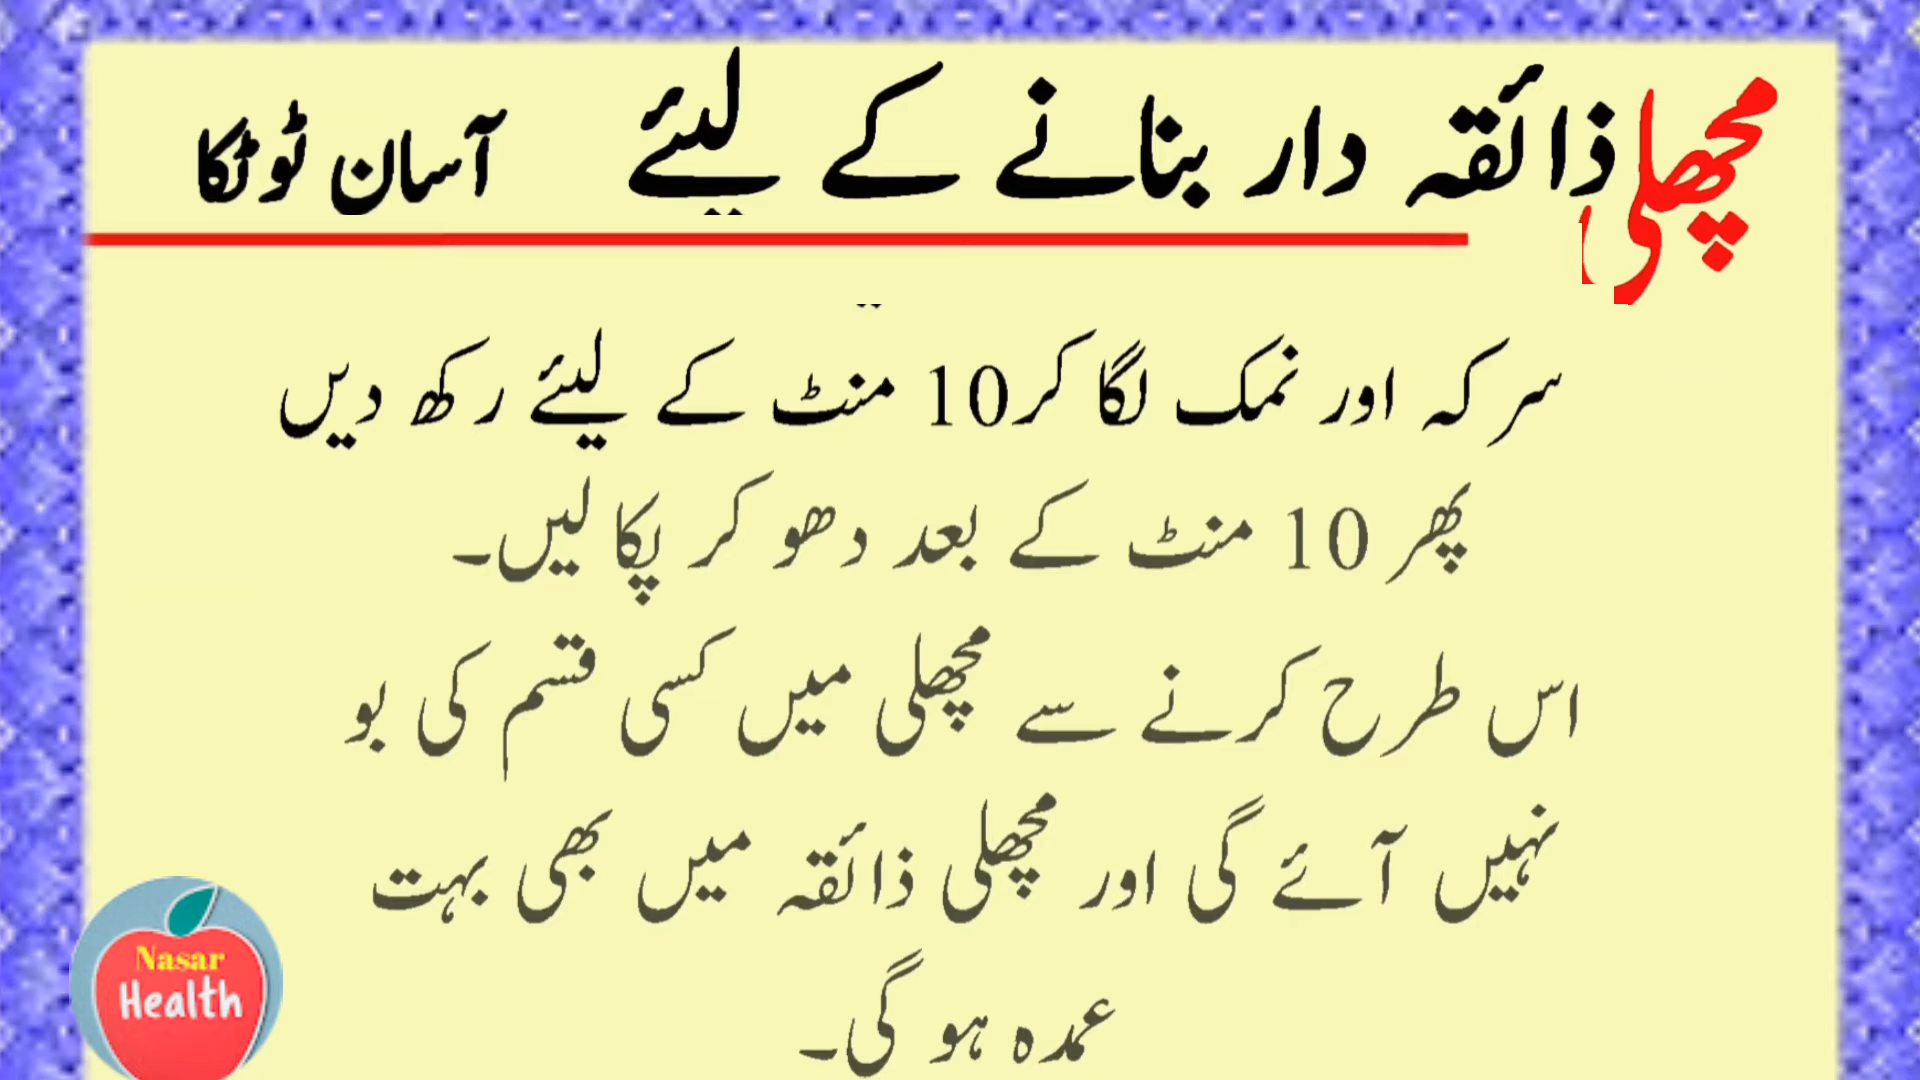 مچھلی ذائقہ دار بنانے کے لیئے آسان ٹوٹکا
سرکہ اور نمک لگا کر10 منٹ کے لیئے رکھ دیں
پھر 10 منٹ کے بعد دھو کر پکا لیں۔
اس طرح کرنے سے مچھلی میں کسی قسم کی بو
نہیں آئے گی اور مچھلی ذائقہ میں بھی بہت
عمدہ ہو گی۔
Nasar
Health